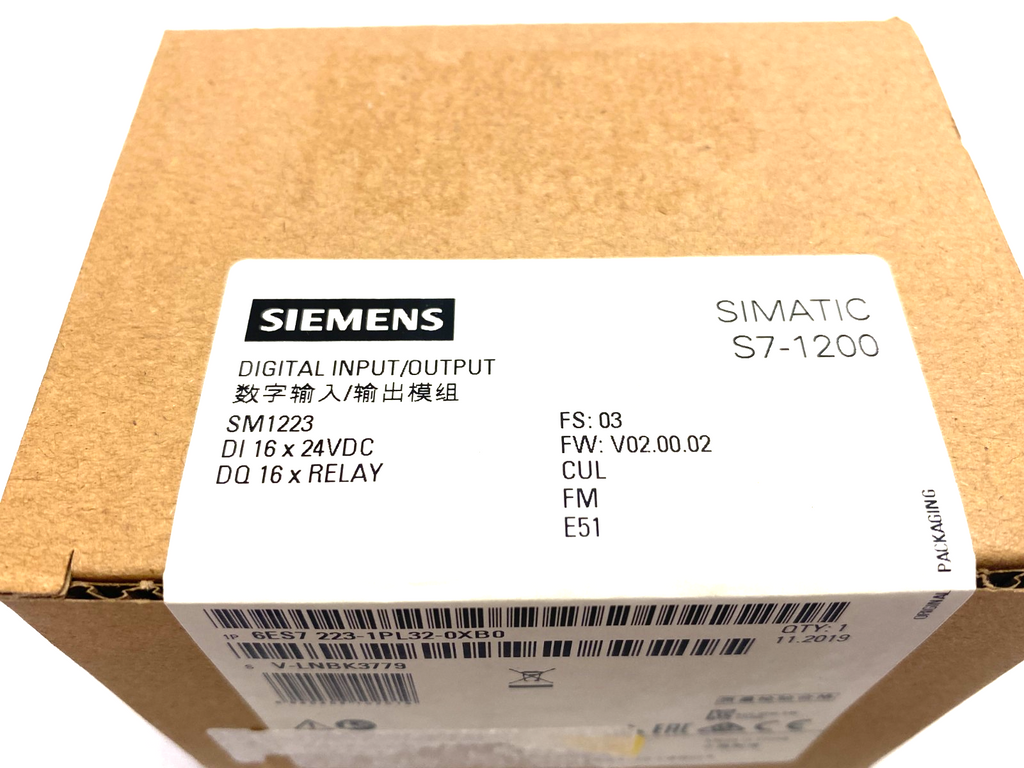 SIEMENS
SIMATIC
S7-1200
DIGITAL INPUT/OUTPUT
数字输入/输出模组
SM1223
DI 16 x 24VDC
DQ 16 x RELAY
FS: 03
FW: V02.00.02
CUL
FM
E51
ORIGINAL PACKAGING
1P 6ES7 223-1PL32-0XB0
QTY: 1
11.2019
S V-LNBK3779
EAC CE